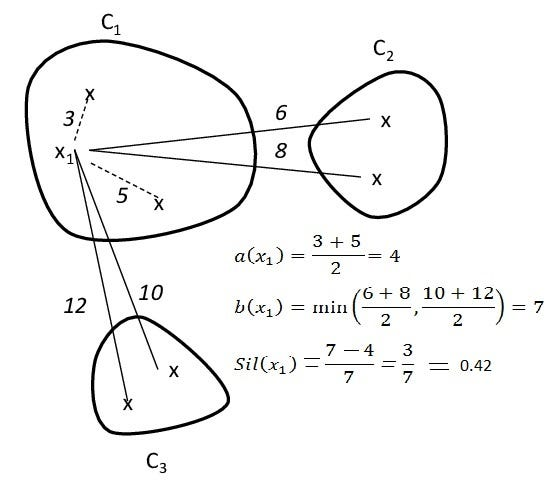 C₁
C₂
x
3
x₁
6
x
8
x
5
x
a(x₁) = (3 + 5)/2 = 4
12
10
b(x₁) = min((6 + 8)/2, (10 + 12)/2) = 7
x
Sil(x₁) = (7 − 4)/7 = 3/7 = 0.42
x
C₃